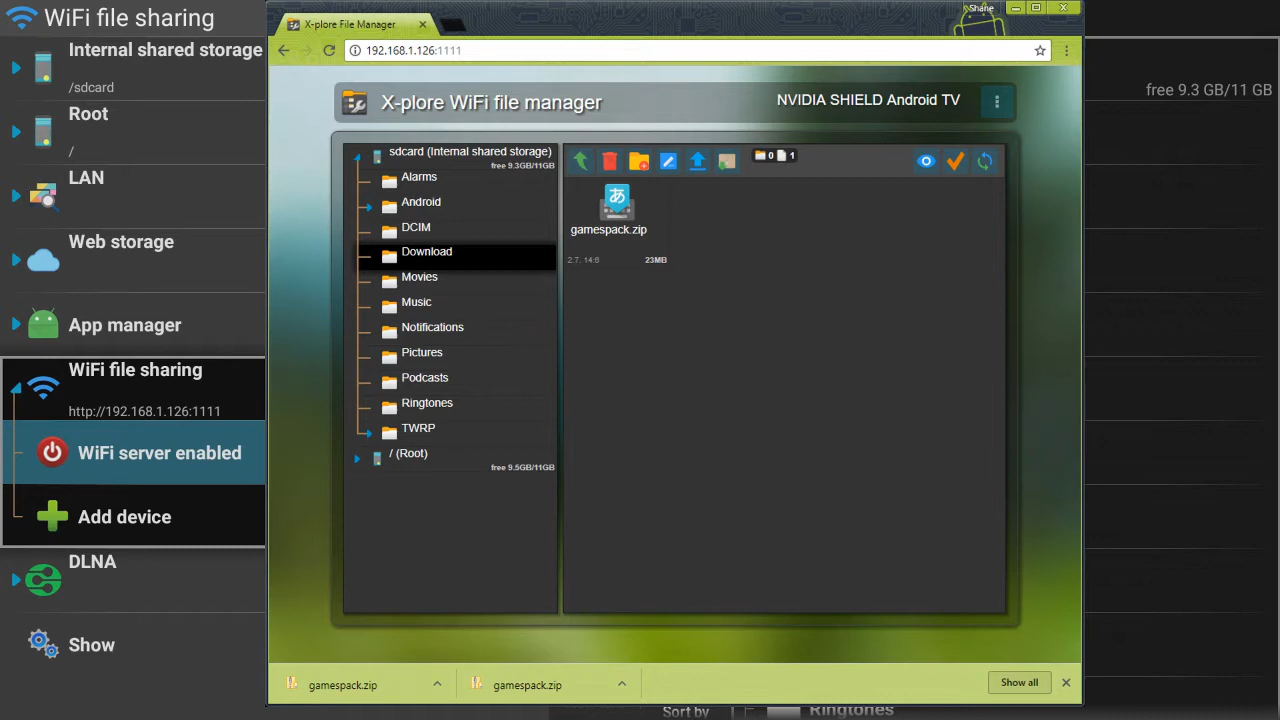 WiFi file sharing
Internal shared storage
/sdcard
Root
/
LAN
Web storage
App manager
WiFi file sharing
http://192.168.1.126:1111
WiFi server enabled
Add device
DLNA
Show
X-plore File Manager
Shane
192.168.1.126:1111
X-plore WiFi file manager
NVIDIA SHIELD Android TV
sdcard (Internal shared storage)
free 9.3GB/11GB
Alarms
Android
DCIM
Download
Movies
Music
Notifications
Pictures
Podcasts
Ringtones
TWRP
/ (Root)
free 9.5GB/11GB
0 1
あ
gamespack.zip
2.7. 14:6 23MB
gamespack.zip
gamespack.zip
Show all
free 9.3 GB/11 GB
Sort by
Ringtones